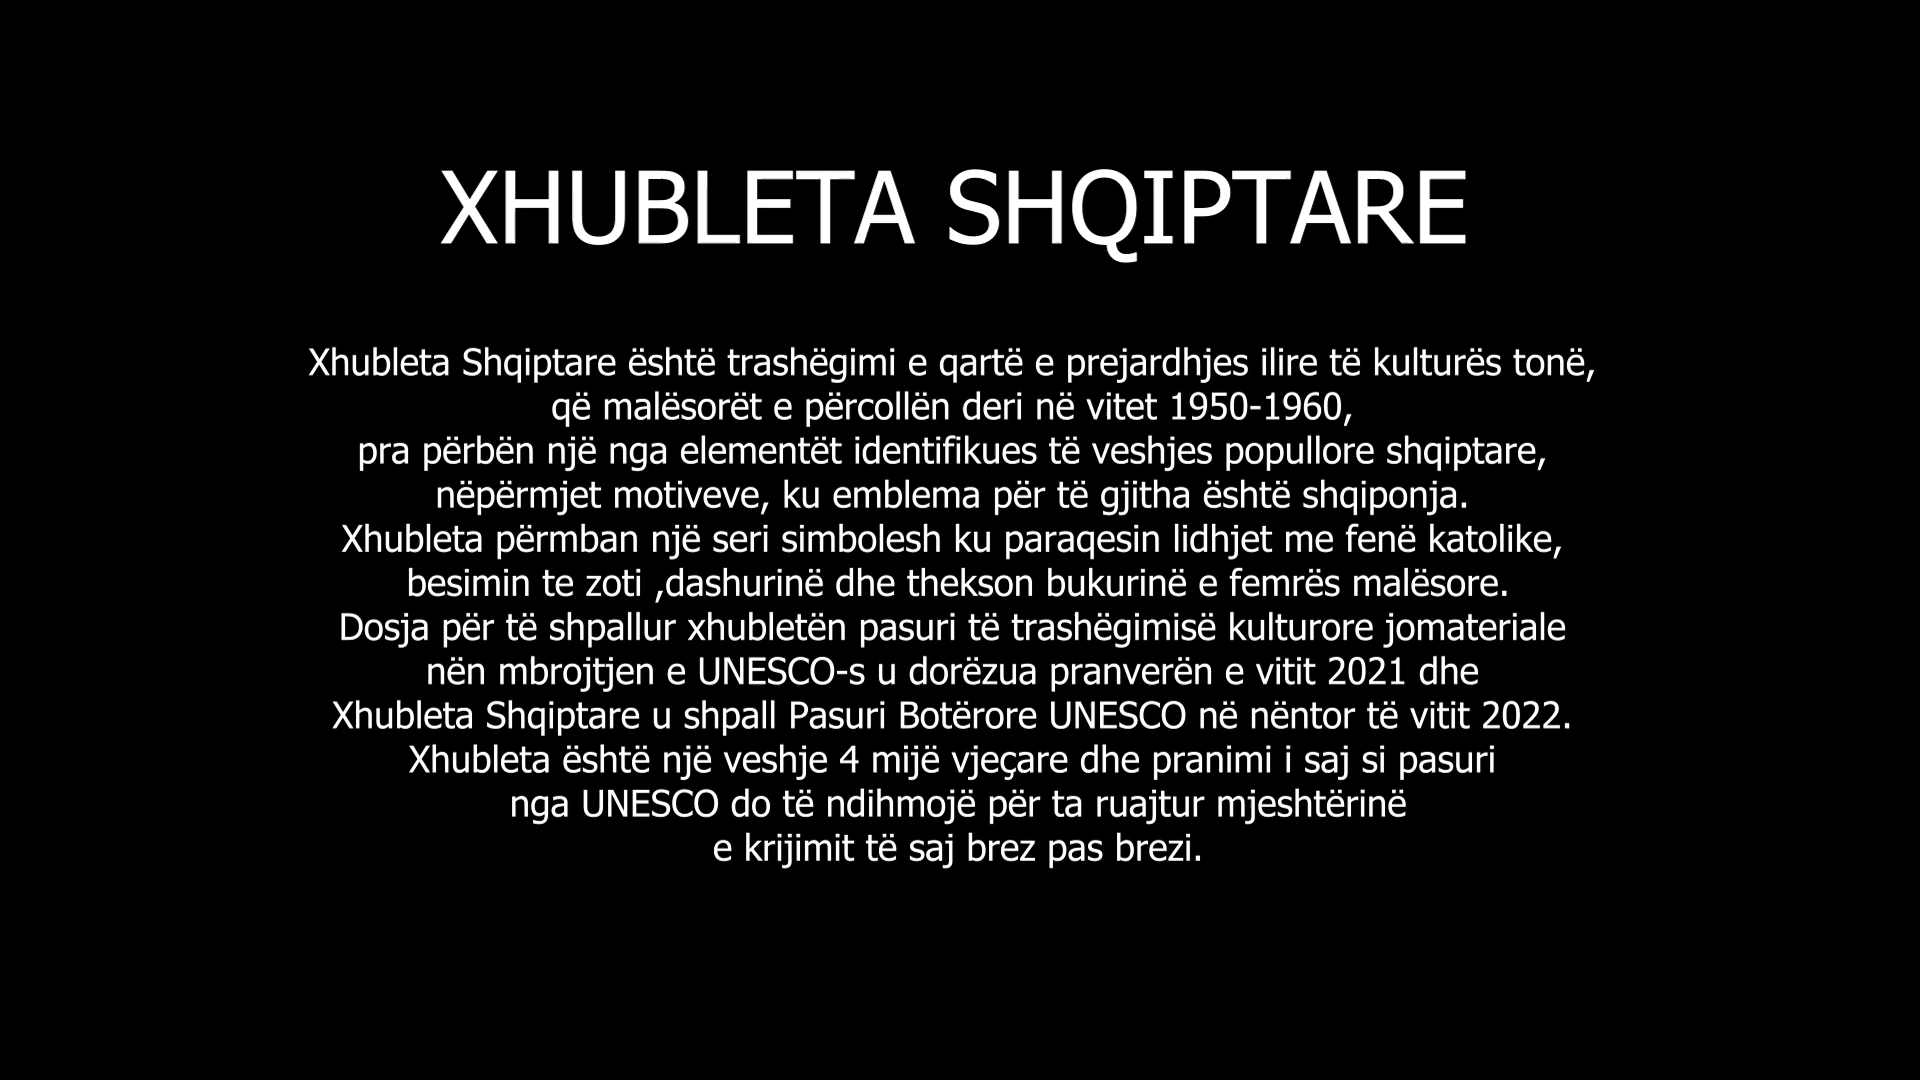 XHUBLETA SHQIPTARE
Xhubleta Shqiptare është trashëgimi e qartë e prejardhjes ilire të kulturës tonë,
që malësorët e përcollën deri në vitet 1950-1960,
pra përbën një nga elementët identifikues të veshjes popullore shqiptare,
nëpërmjet motiveve, ku emblema për të gjitha është shqiponja.
Xhubleta përmban një seri simbolesh ku paraqesin lidhjet me fenë katolike,
besimin te zoti ,dashurinë dhe thekson bukurinë e femrës malësore.
Dosja për të shpallur xhubletën pasuri të trashëgimisë kulturore jomateriale
nën mbrojtjen e UNESCO-s u dorëzua pranverën e vitit 2021 dhe
Xhubleta Shqiptare u shpall Pasuri Botërore UNESCO në nëntor të vitit 2022.
Xhubleta është një veshje 4 mijë vjeçare dhe pranimi i saj si pasuri
nga UNESCO do të ndihmojë për ta ruajtur mjeshtërinë
e krijimit të saj brez pas brezi.